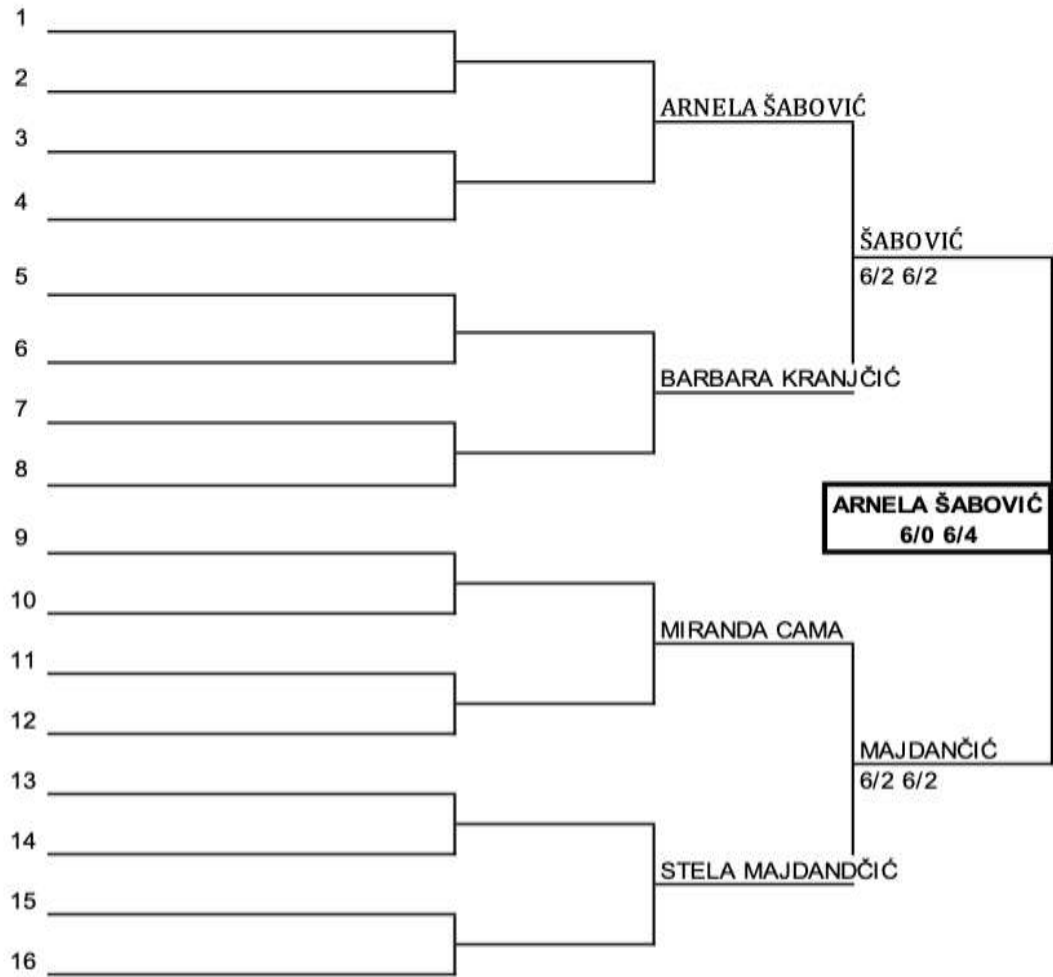 1
2
3
4
5
6
7
8
9
10
11
12
13
14
15
16
ARNELA ŠABOVIĆ
BARBARA KRANJČIĆ
MIRANDA CAMA
STELA MAJDANDČIĆ
ŠABOVIĆ
6/2 6/2
MAJDANČIĆ
6/2 6/2
ARNELA ŠABOVIĆ
6/0 6/4